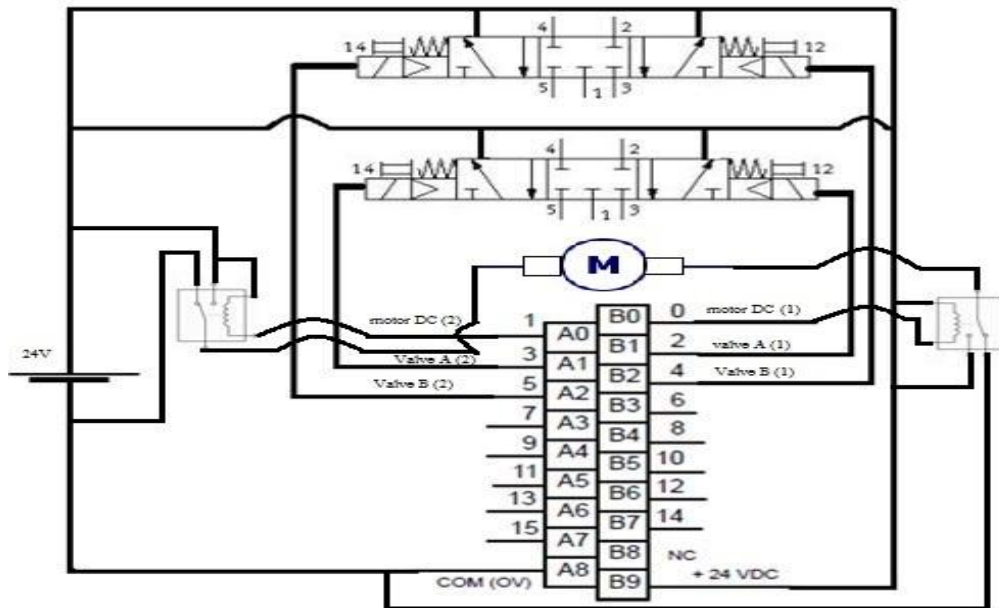 4 2
14 12
5 1 3
4 2
14 12
5 1 3
M
motor DC (2) 1 A0 B0 0 motor DC (1)
Valve A (2) 3 A1 B1 2 valve A (1)
24V
Valve B (2) 5 A2 B2 4 Valve B (1)
7 A3 B3 6
9 A4 B4 8
11 A5 B5 10
13 A6 B6 12
15 A7 B7 14
B8 NC
COM (OV) A8 B9 + 24 VDC